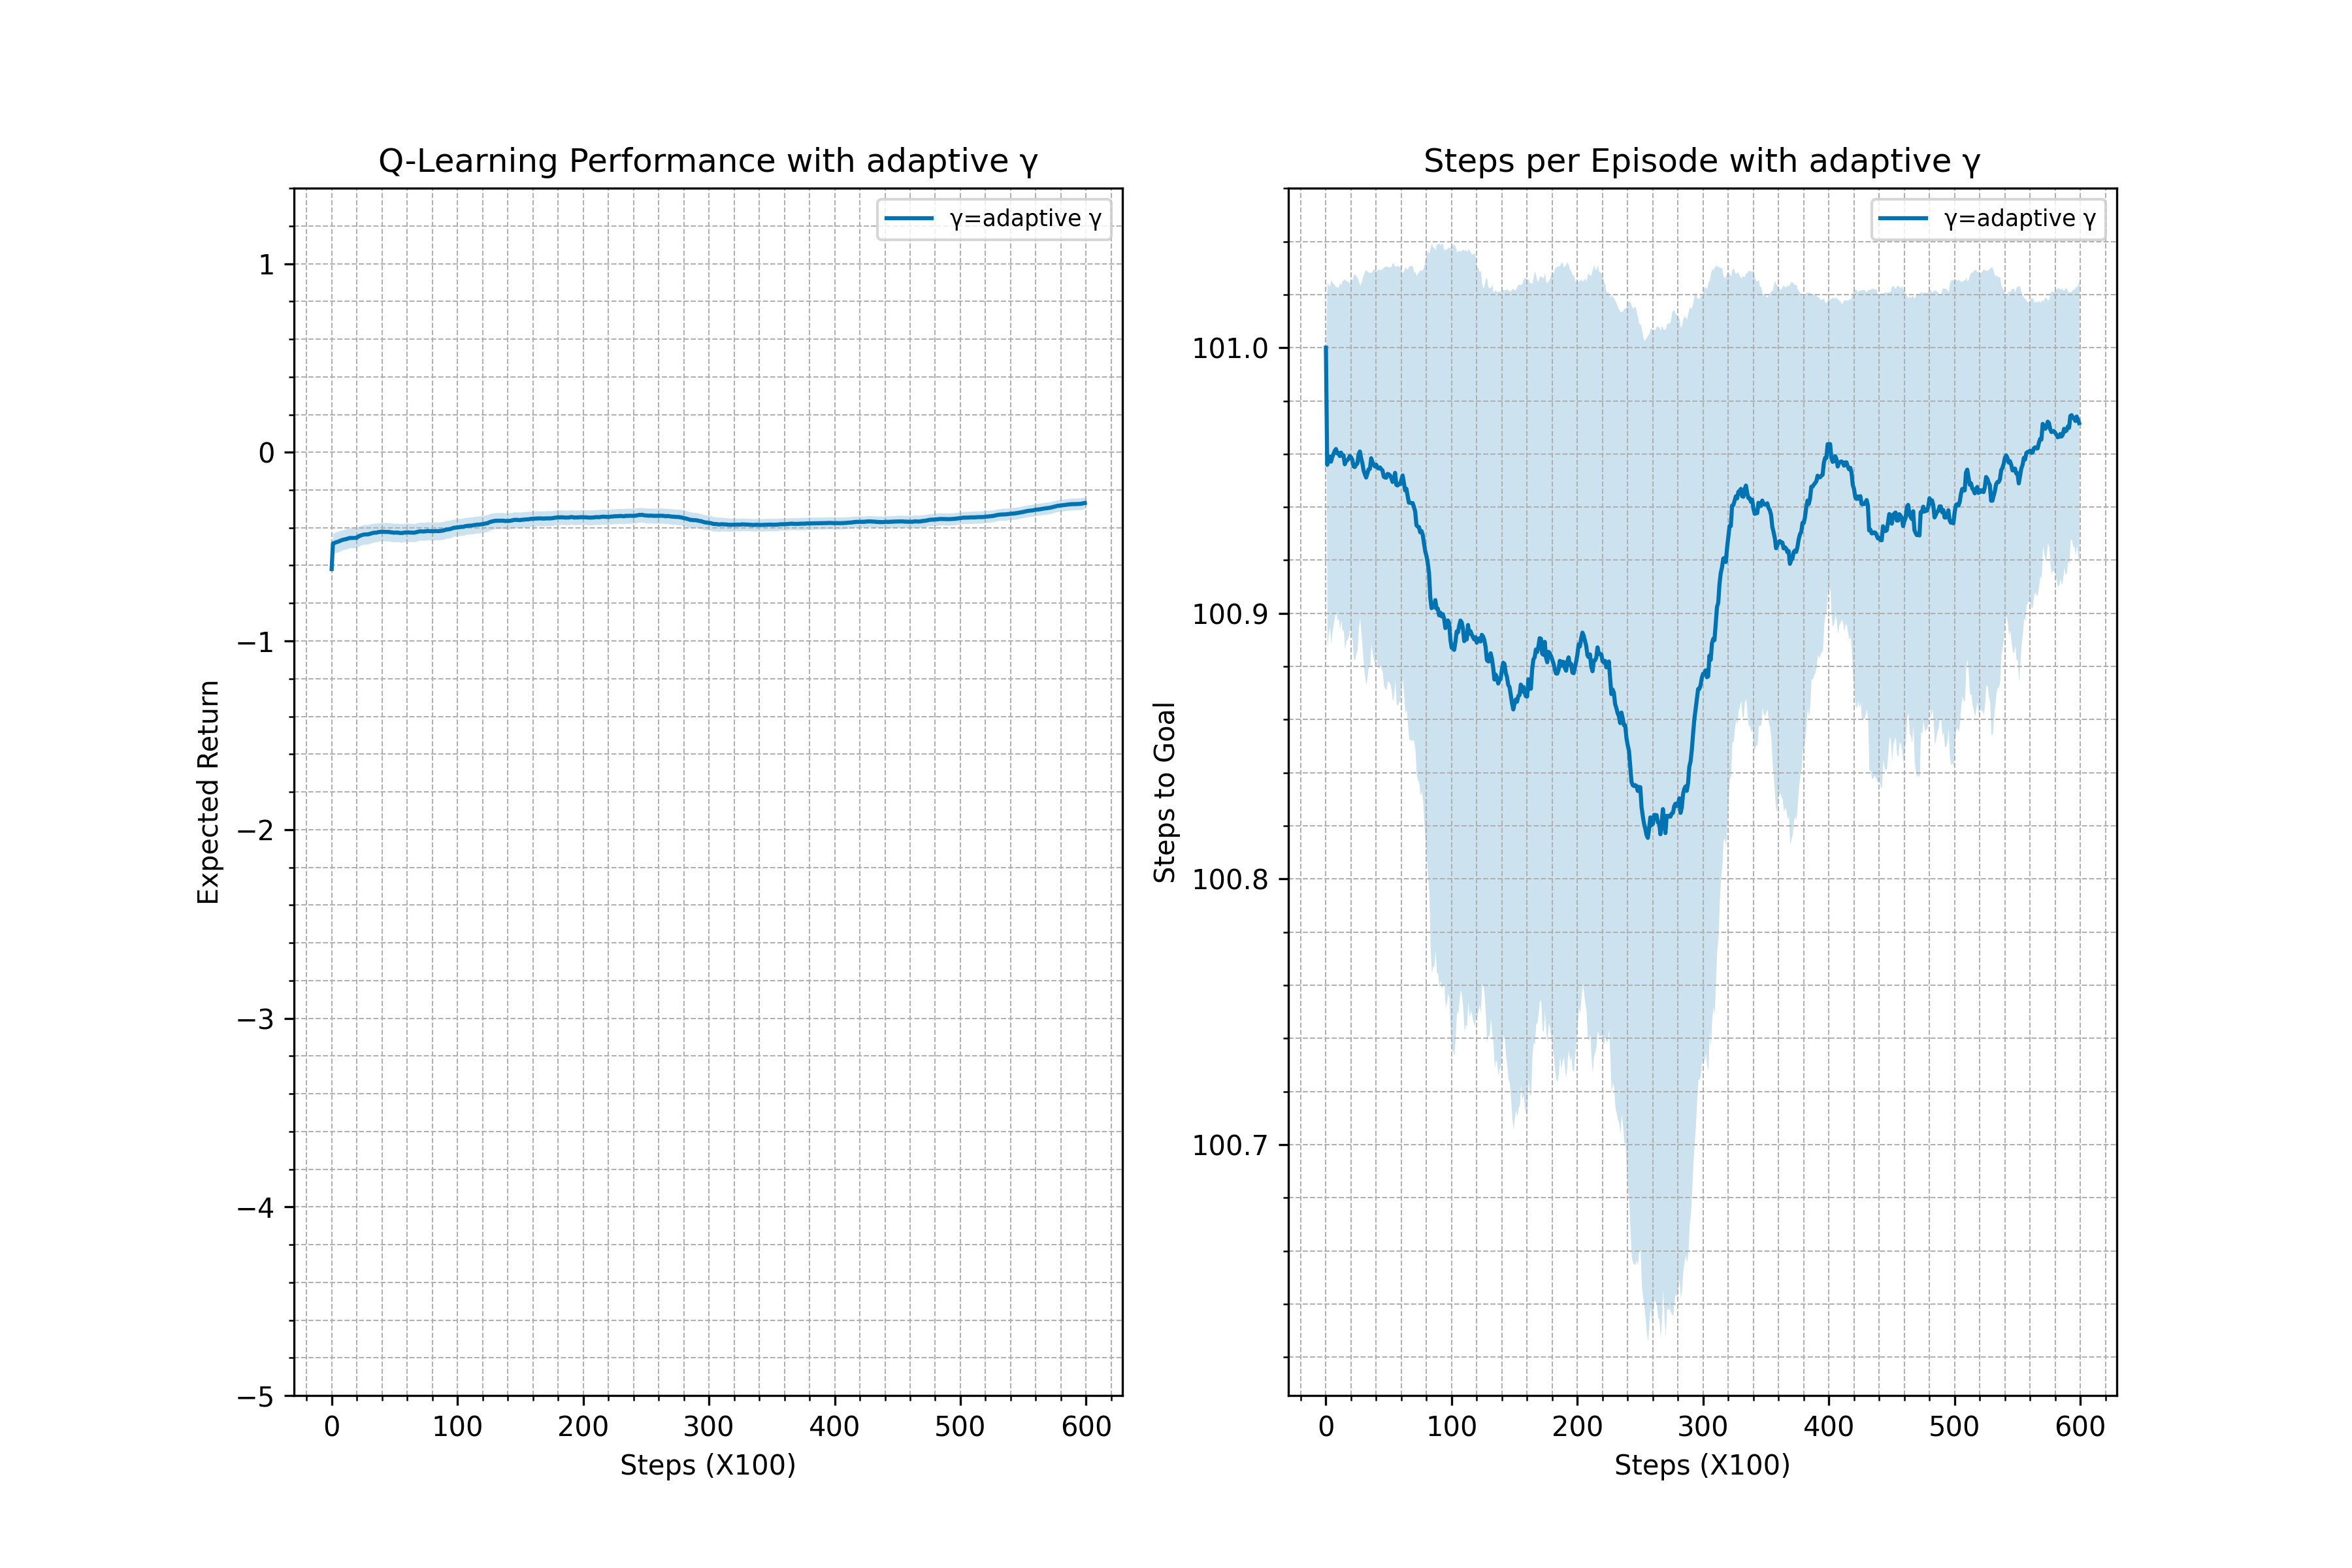 Q-Learning Performance with adaptive γ
γ=adaptive γ
1
0
−1
−2
−3
−4
−5
Expected Return
0 100 200 300 400 500 600
Steps (X100)
Steps per Episode with adaptive γ
γ=adaptive γ
101.0
100.9
100.8
100.7
Steps to Goal
0 100 200 300 400 500 600
Steps (X100)